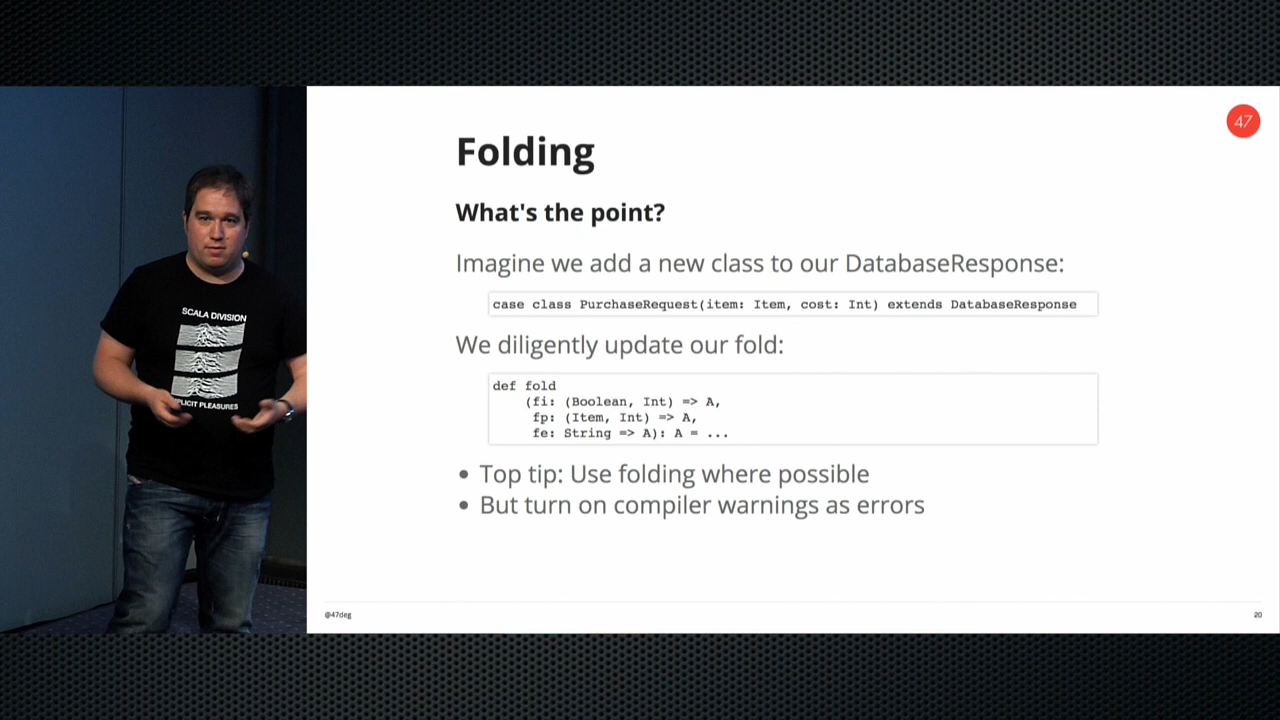 47
Folding
What's the point?
Imagine we add a new class to our DatabaseResponse:
case class PurchaseRequest(item: Item, cost: Int) extends DatabaseResponse
We diligently update our fold:
def fold
(fi: (Boolean, Int) => A,
fp: (Item, Int) => A,
fe: String => A): A = ...
• Top tip: Use folding where possible
• But turn on compiler warnings as errors
@47deg
20
SCALA DIVISION
PLEASURES